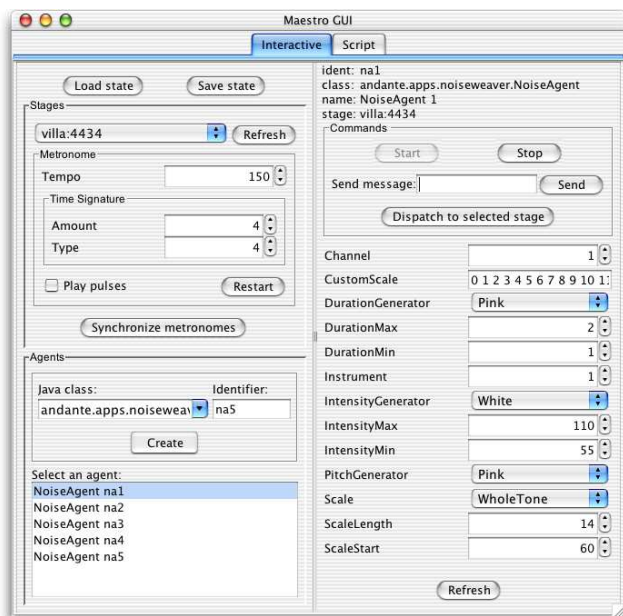 Maestro GUI
Interactive Script
Load state Save state
Stages
villa:4434 Refresh
Metronome
Tempo 150
Time Signature
Amount 4
Type 4
Play pulses Restart
Synchronize metronomes
Agents
Java class: Identifier:
andante.apps.noiseweav na5
Create
Select an agent:
NoiseAgent na1
NoiseAgent na2
NoiseAgent na3
NoiseAgent na4
NoiseAgent na5
ident: na1
class: andante.apps.noiseweaver.NoiseAgent
name: NoiseAgent 1
stage: villa:4434
Commands
Start Stop
Send message: Send
Dispatch to selected stage
Channel 1
CustomScale 0 1 2 3 4 5 6 7 8 9 10 1
DurationGenerator Pink
DurationMax 2
DurationMin 1
Instrument 1
IntensityGenerator White
IntensityMax 110
IntensityMin 55
PitchGenerator Pink
Scale WholeTone
ScaleLength 14
ScaleStart 60
Refresh